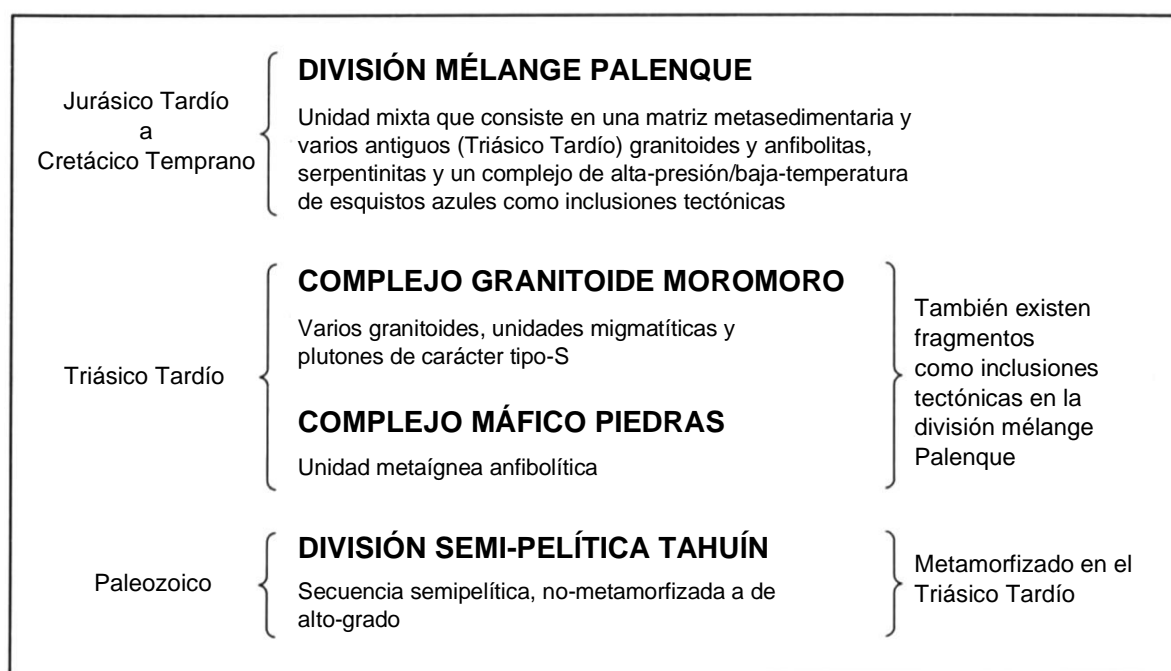 Jurásico Tardío
a
Cretácico Temprano
DIVISIÓN MÉLANGE PALENQUE
Unidad mixta que consiste en una matriz metasedimentaria y
varios antiguos (Triásico Tardío) granitoides y anfibolitas,
serpentinitas y un complejo de alta-presión/baja-temperatura
de esquistos azules como inclusiones tectónicas
Triásico Tardío
COMPLEJO GRANITOIDE MOROMORO
Varios granitoides, unidades migmatíticas y
plutones de carácter tipo-S
COMPLEJO MÁFICO PIEDRAS
Unidad metaígnea anfibolítica
También existen
fragmentos
como inclusiones
tectónicas en la
división mélange
Palenque
Paleozoico
DIVISIÓN SEMI-PELÍTICA TAHUÍN
Secuencia semipelítica, no-metamorfizada a de
alto-grado
Metamorfizado en el
Triásico Tardío